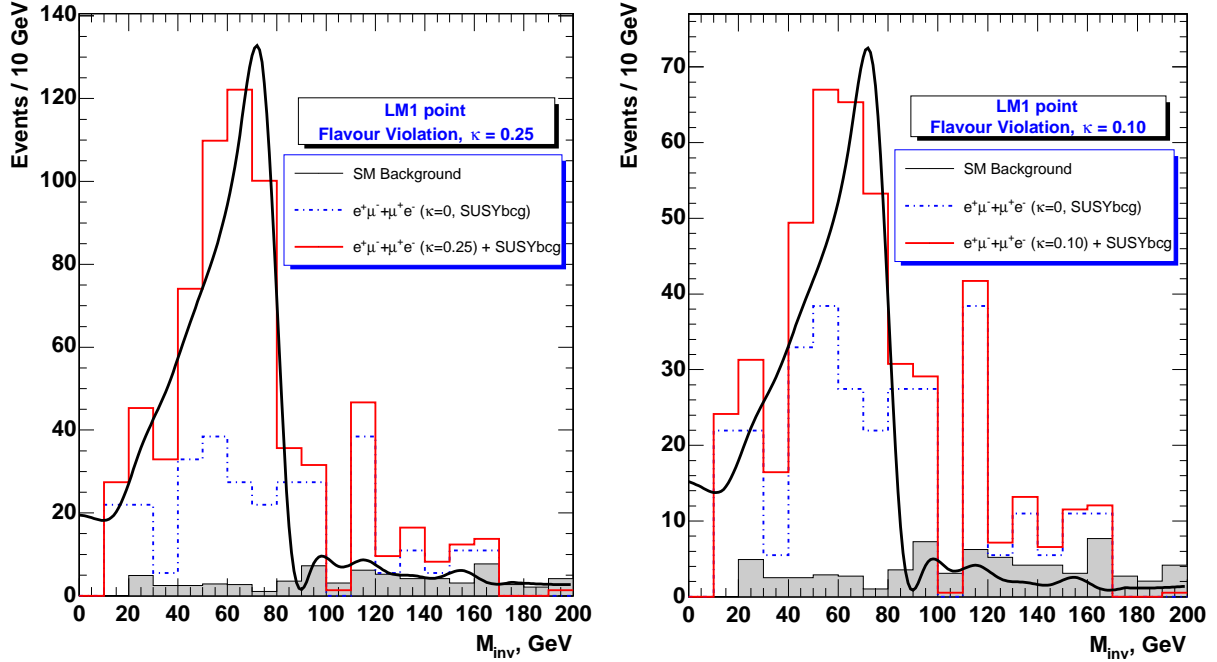 Events / 10 GeV
140
120
100
80
60
40
20
0
0 20 40 60 80 100 120 140 160 180 200
M_inv, GeV
LM1 point
Flavour Violation, κ = 0.25
SM Background
e⁺μ⁻+μ⁺e⁻ (κ=0, SUSYbcg)
e⁺μ⁻+μ⁺e⁻ (κ=0.25) + SUSYbcg
Events / 10 GeV
70
60
50
40
30
20
10
0
0 20 40 60 80 100 120 140 160 180 200
M_inv, GeV
LM1 point
Flavour Violation, κ = 0.10
SM Background
e⁺μ⁻+μ⁺e⁻ (κ=0, SUSYbcg)
e⁺μ⁻+μ⁺e⁻ (κ=0.10) + SUSYbcg